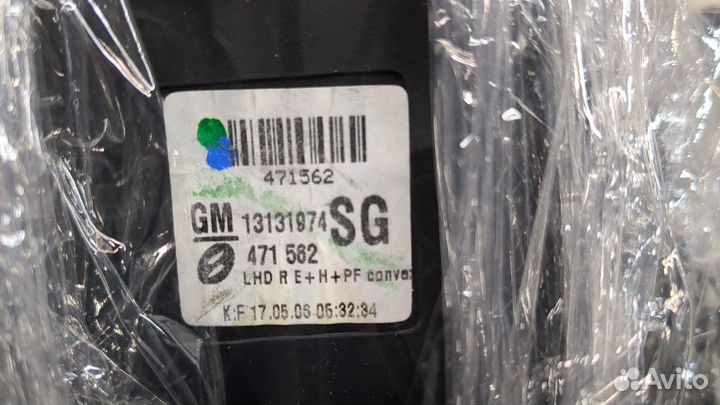 471562
GM 13131974 SG
471 562
LHD R E+H+PF convex
K:F 17.05.06 05:32:34
Avito